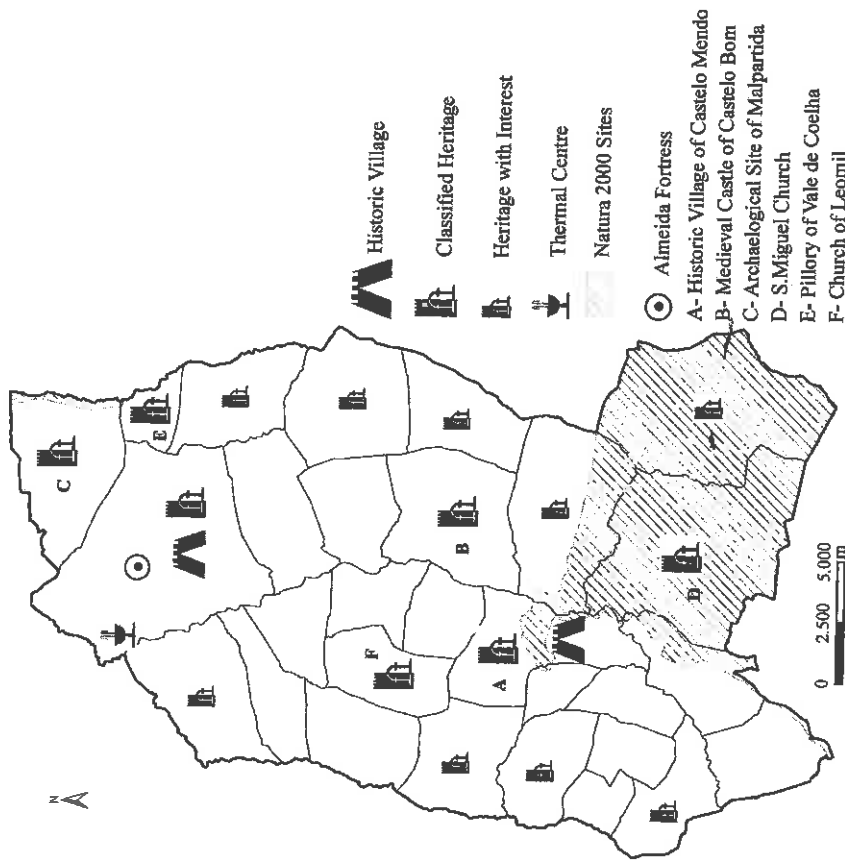 N
C
E
F
B
A
D
0 2.500 5.000 m
Historic Village
Classified Heritage
Heritage with Interest
Thermal Centre
Natura 2000 Sites
Almeida Fortress
A- Historic Village of Castelo Mendo
B- Medieval Castle of Castelo Bom
C- Archaelogical Site of Malpartida
D- S.Miguel Church
E- Pillory of Vale de Coelha
F- Church of Leomil